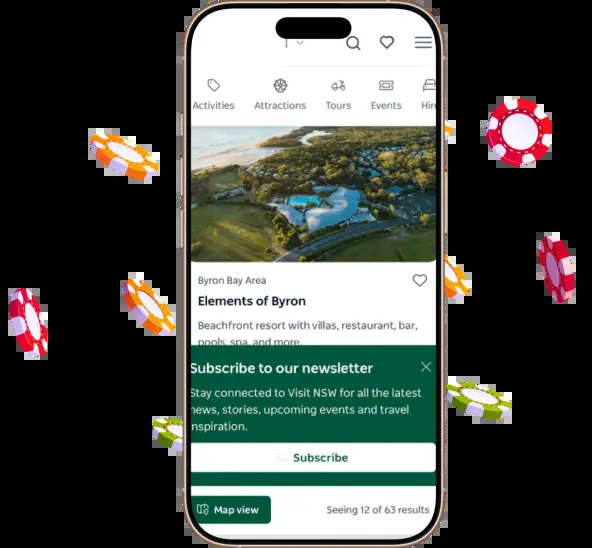 Activities Attractions Tours Events Hire
Byron Bay Area
Elements of Byron
Beachfront resort with villas, restaurant, bar,
pools, spa, and more.
Subscribe to our newsletter
Stay connected to Visit NSW for all the latest
news, stories, upcoming events and travel
inspiration.
Subscribe
Map view
Seeing 12 of 63 results